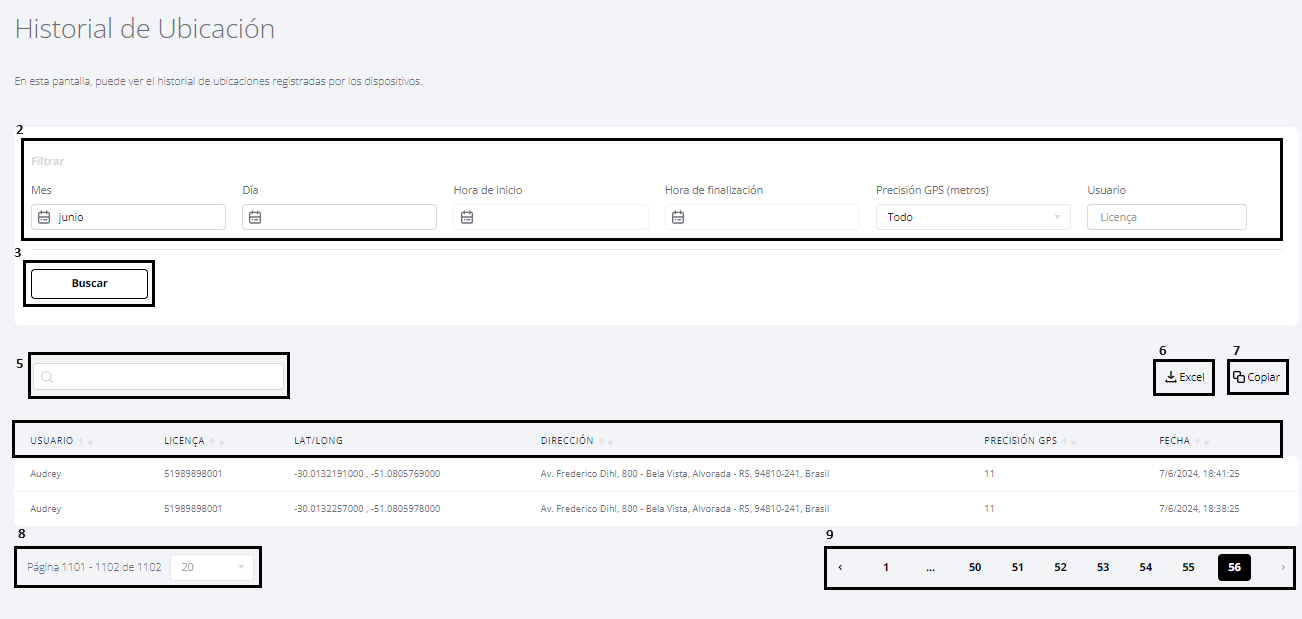 Historial de Ubicación
En esta pantalla, puede ver el historial de ubicaciones registradas por los dispositivos.
2
Filtrar
Mes Día Hora de inicio Hora de finalización Precisión GPS (metros) Usuario
junio Todo Licença
3
Buscar
6 7
5
Excel Copiar
USUARIO LICENÇA LAT/LONG DIRECCIÓN PRECISIÓN GPS FECHA
Audrey 51989898001 -30.0132191000 , -51.0805769000 Av. Frederico Dihl, 800 - Bela Vista, Alvorada - RS, 94810-241, Brasil 11 7/6/2024, 18:41:25
Audrey 51989898001 -30.0132257000 , -51.0805978000 Av. Frederico Dihl, 800 - Bela Vista, Alvorada - RS, 94810-241, Brasil 11 7/6/2024, 18:38:25
8 9
Página 1101 - 1102 de 1102 20 ‹ 1 ... 50 51 52 53 54 55 56 ›